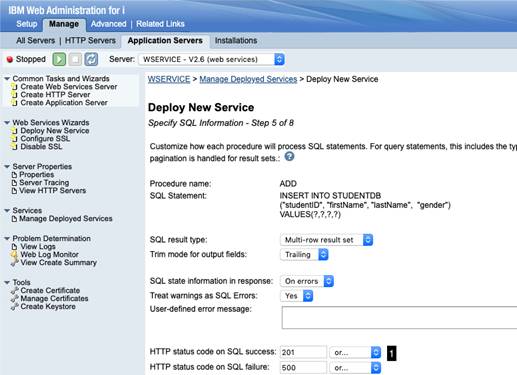 IBM Web Administration for i
Setup Manage Advanced | Related Links
All Servers | HTTP Servers Application Servers Installations
Stopped Server: WSERVICE - V2.6 (web services)
Common Tasks and Wizards
Create Web Services Server
Create HTTP Server
Create Application Server
Web Services Wizards
Deploy New Service
Configure SSL
Disable SSL
Server Properties
Properties
Server Tracing
View HTTP Servers
Services
Manage Deployed Services
Problem Determination
View Logs
Web Log Monitor
View Create Summary
Tools
Create Certificate
Manage Certificates
Create Keystore
WSERVICE > Manage Deployed Services > Deploy New Service
Deploy New Service
Specify SQL Information - Step 5 of 8
Customize how each procedure will process SQL statements. For query statements, this includes the typ
pagination is handled for result sets.: ?
Procedure name: ADD
SQL Statement: INSERT INTO STUDENTDB
("studentID", "firstName", "lastName", "gender")
VALUES(?,?,?,?)
SQL result type: Multi-row result set
Trim mode for output fields: Trailing
SQL state information in response: On errors
Treat warnings as SQL Errors: Yes
User-defined error message:
HTTP status code on SQL success: 201 or... 1
HTTP status code on SQL failure: 500 or...